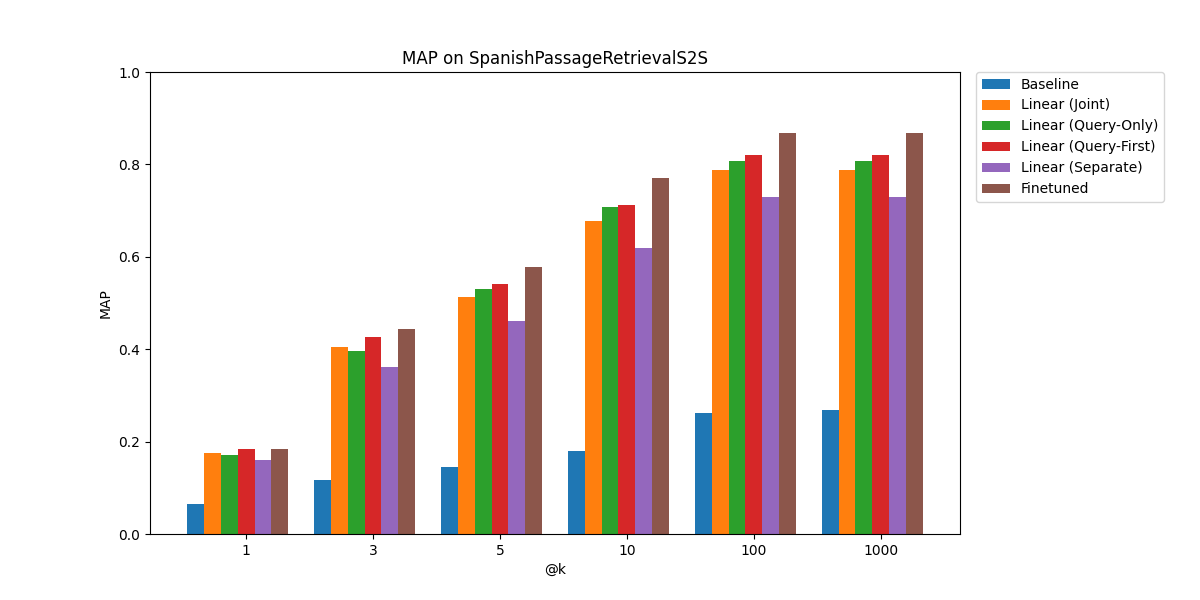 MAP on SpanishPassageRetrievalS2S
1.0
0.8
0.6
0.4
0.2
0.0
MAP
1 3 5 10 100 1000
@k
Baseline
Linear (Joint)
Linear (Query-Only)
Linear (Query-First)
Linear (Separate)
Finetuned